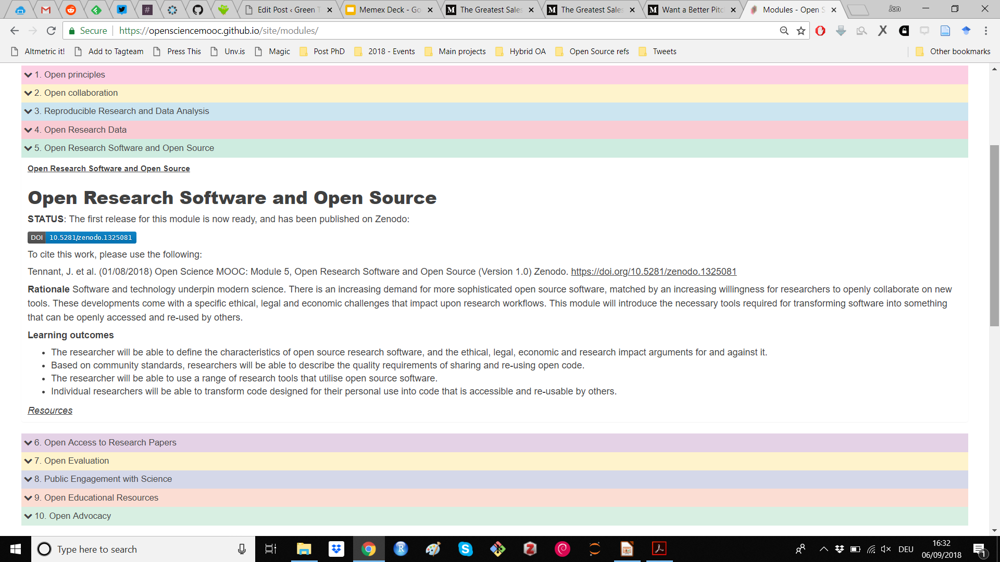 Edit Post ‹ Green T
Memex Deck - Go
The Greatest Sales
The Greatest Sales
Want a Better Pitc
Modules - Open S
Jon
Secure
https://opensciencemooc.github.io/site/modules/
Altmetric it!
Add to Tagteam
Press This
Unv.is
Magic
Post PhD
2018 - Events
Main projects
Hybrid OA
Open Source refs
Tweets
Other bookmarks
1. Open principles
2. Open collaboration
3. Reproducible Research and Data Analysis
4. Open Research Data
5. Open Research Software and Open Source
Open Research Software and Open Source
Open Research Software and Open Source
STATUS: The first release for this module is now ready, and has been published on Zenodo:
DOI 10.5281/zenodo.1325081
To cite this work, please use the following:
Tennant, J. et al. (01/08/2018) Open Science MOOC: Module 5, Open Research Software and Open Source (Version 1.0) Zenodo. https://doi.org/10.5281/zenodo.1325081
Rationale Software and technology underpin modern science. There is an increasing demand for more sophisticated open source software, matched by an increasing willingness for researchers to openly collaborate on new
tools. These developments come with a specific ethical, legal and economic challenges that impact upon research workflows. This module will introduce the necessary tools required for transforming software into something
that can be openly accessed and re-used by others.
Learning outcomes
• The researcher will be able to define the characteristics of open source research software, and the ethical, legal, economic and research impact arguments for and against it.
• Based on community standards, researchers will be able to describe the quality requirements of sharing and re-using open code.
• The researcher will be able to use a range of research tools that utilise open source software.
• Individual researchers will be able to transform code designed for their personal use into code that is accessible and re-usable by others.
Resources
6. Open Access to Research Papers
7. Open Evaluation
8. Public Engagement with Science
9. Open Educational Resources
10. Open Advocacy
Type here to search
DEU
16:32
06/09/2018
1